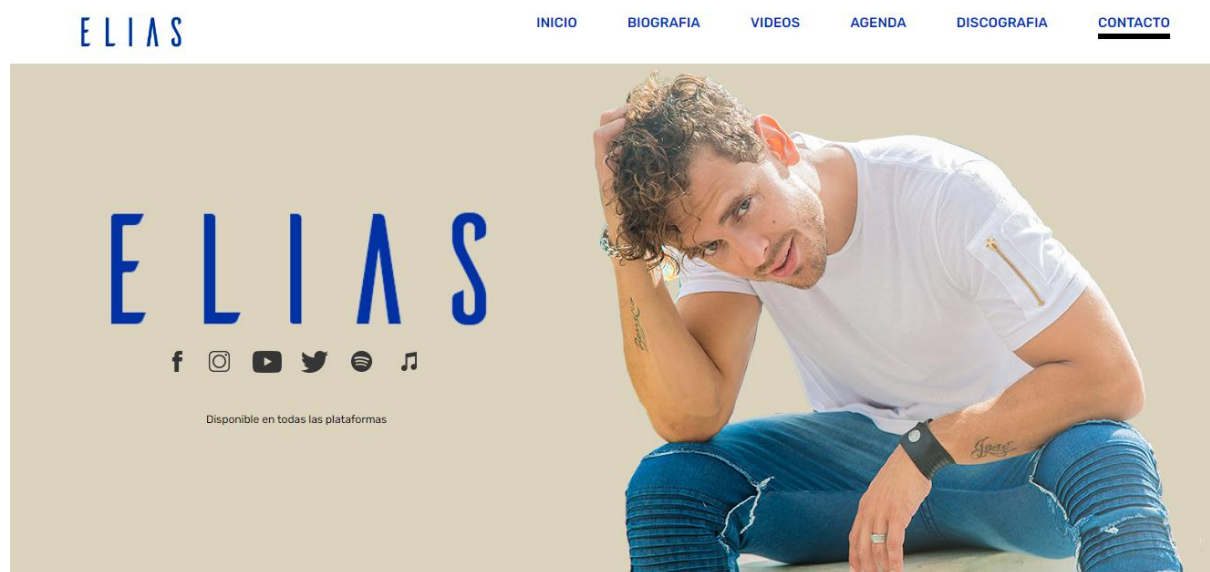 ELIAS
INICIO BIOGRAFIA VIDEOS AGENDA DISCOGRAFIA CONTACTO
ELIAS
Disponible en todas las plataformas